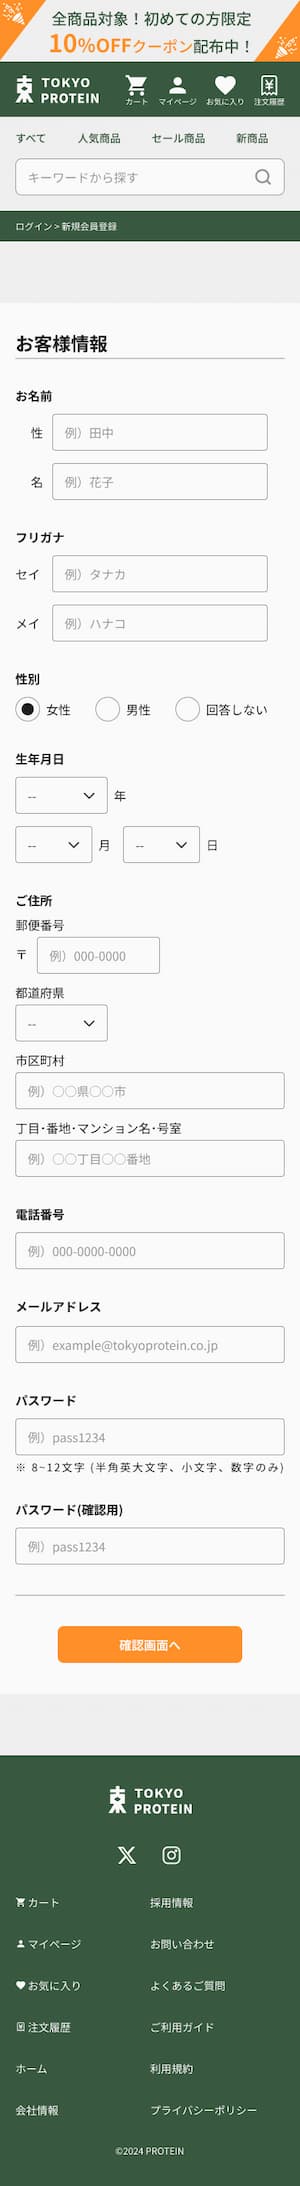 全商品対象！初めての方限定
10%OFFクーポン配布中！
東 TOKYO PROTEIN
カート マイページ お気に入り 注文履歴
すべて 人気商品 セール商品 新商品
キーワードから探す
ログイン > 新規会員登録
お客様情報
お名前
性 例）田中
名 例）花子
フリガナ
セイ 例）タナカ
メイ 例）ハナコ
性別
女性 男性 回答しない
生年月日
-- 年
-- 月 -- 日
ご住所
郵便番号
〒 例）000-0000
都道府県
--
市区町村
例）〇〇県〇〇市
丁目･番地･マンション名･号室
例）〇〇丁目〇〇番地
電話番号
例）000-0000-0000
メールアドレス
例）example@tokyoprotein.co.jp
パスワード
例）pass1234
※ 8~12文字 (半角英大文字、小文字、数字のみ)
パスワード(確認用)
例）pass1234
確認画面へ
東 TOKYO PROTEIN
X
カート 採用情報
マイページ お問い合わせ
お気に入り よくあるご質問
注文履歴 ご利用ガイド
ホーム 利用規約
会社情報 プライバシーポリシー
©2024 PROTEIN